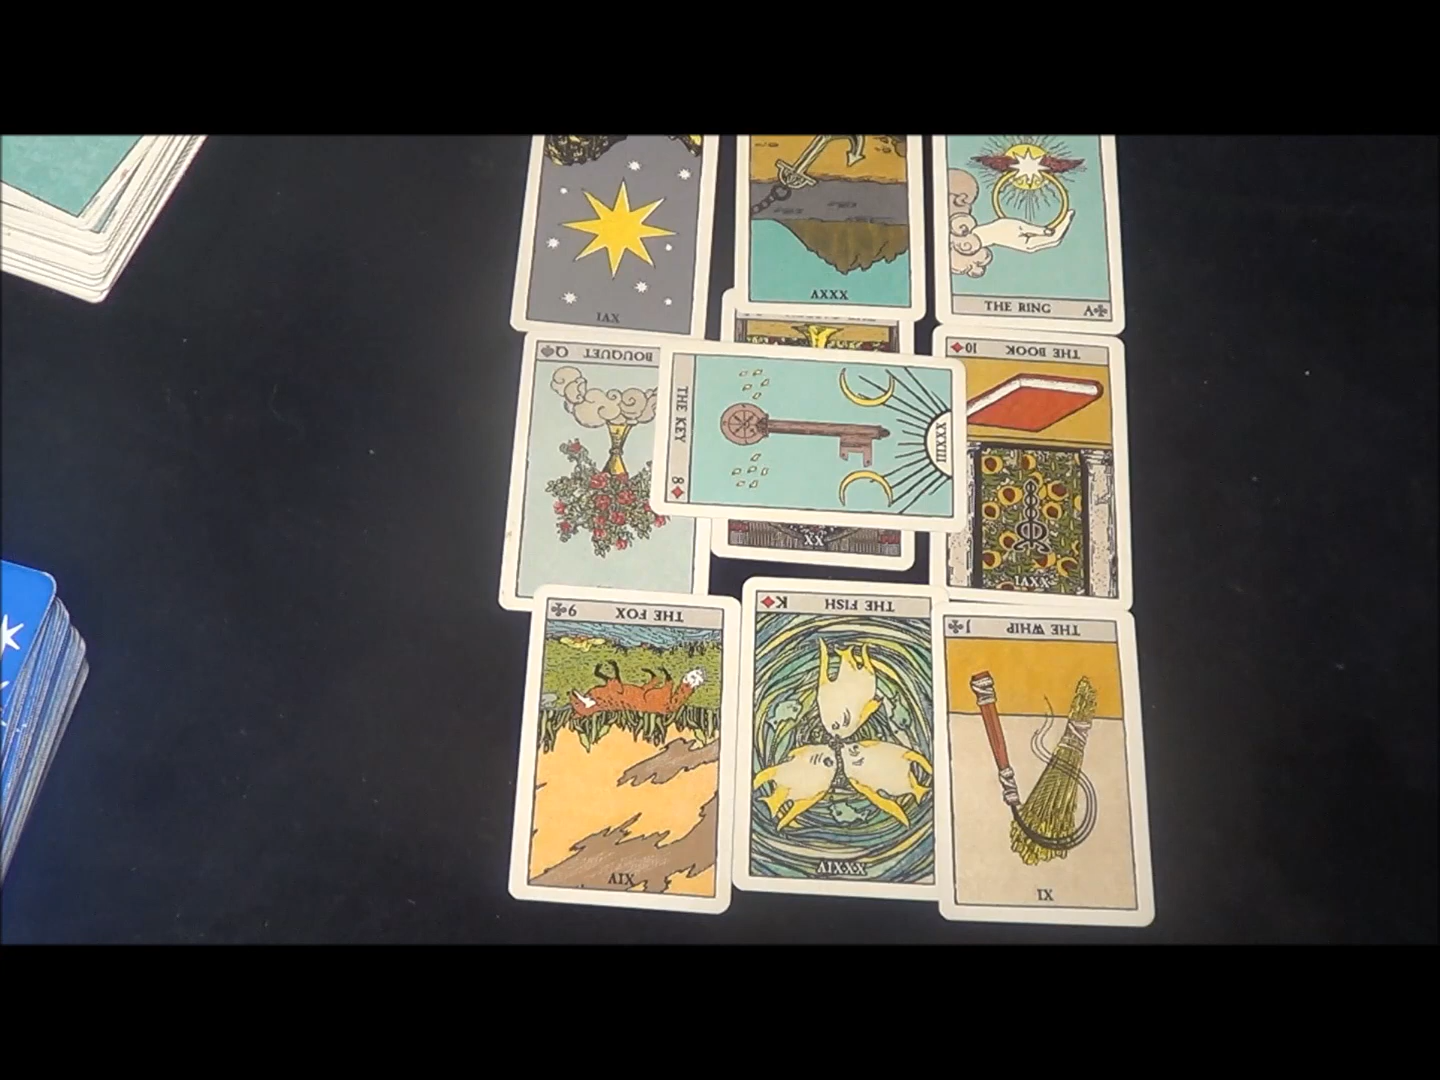 XVI
XXXV
THE RING
A
BOUQUET
Q
THE KEY
8
XXXIII
THE BOOK
10
XXVI
XX
THE FOX
9
XIV
THE FISH
K
XXXIV
THE WHIP
J
XI